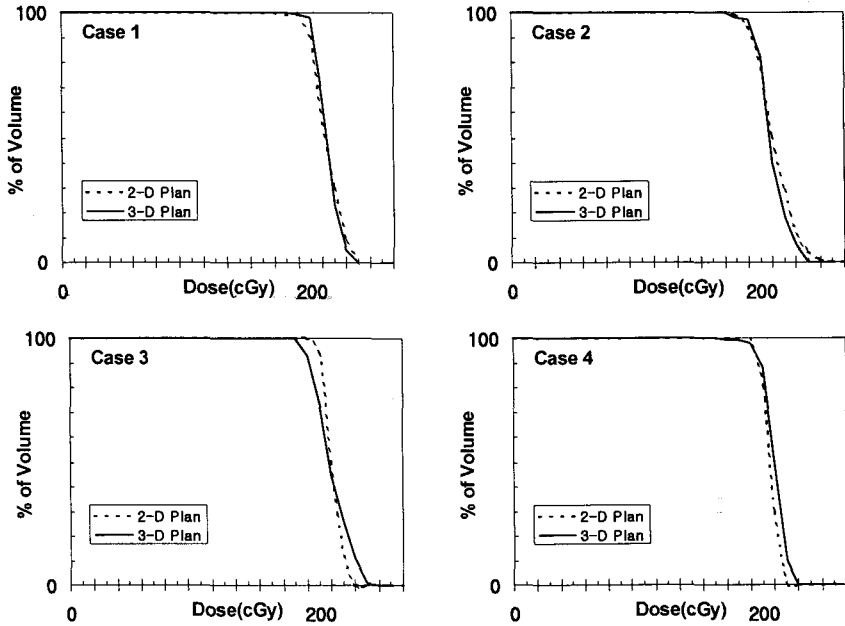 100
Case 1
% of Volume
2-D Plan
3-D Plan
0
0
Dose(cGy)
200
100
Case 2
% of Volume
2-D Plan
3-D Plan
0
0
Dose(cGy)
200
100
Case 3
% of Volume
2-D Plan
3-D Plan
0
0
Dose(cGy)
200
100
Case 4
% of Volume
2-D Plan
3-D Plan
0
0
Dose(cGy)
200